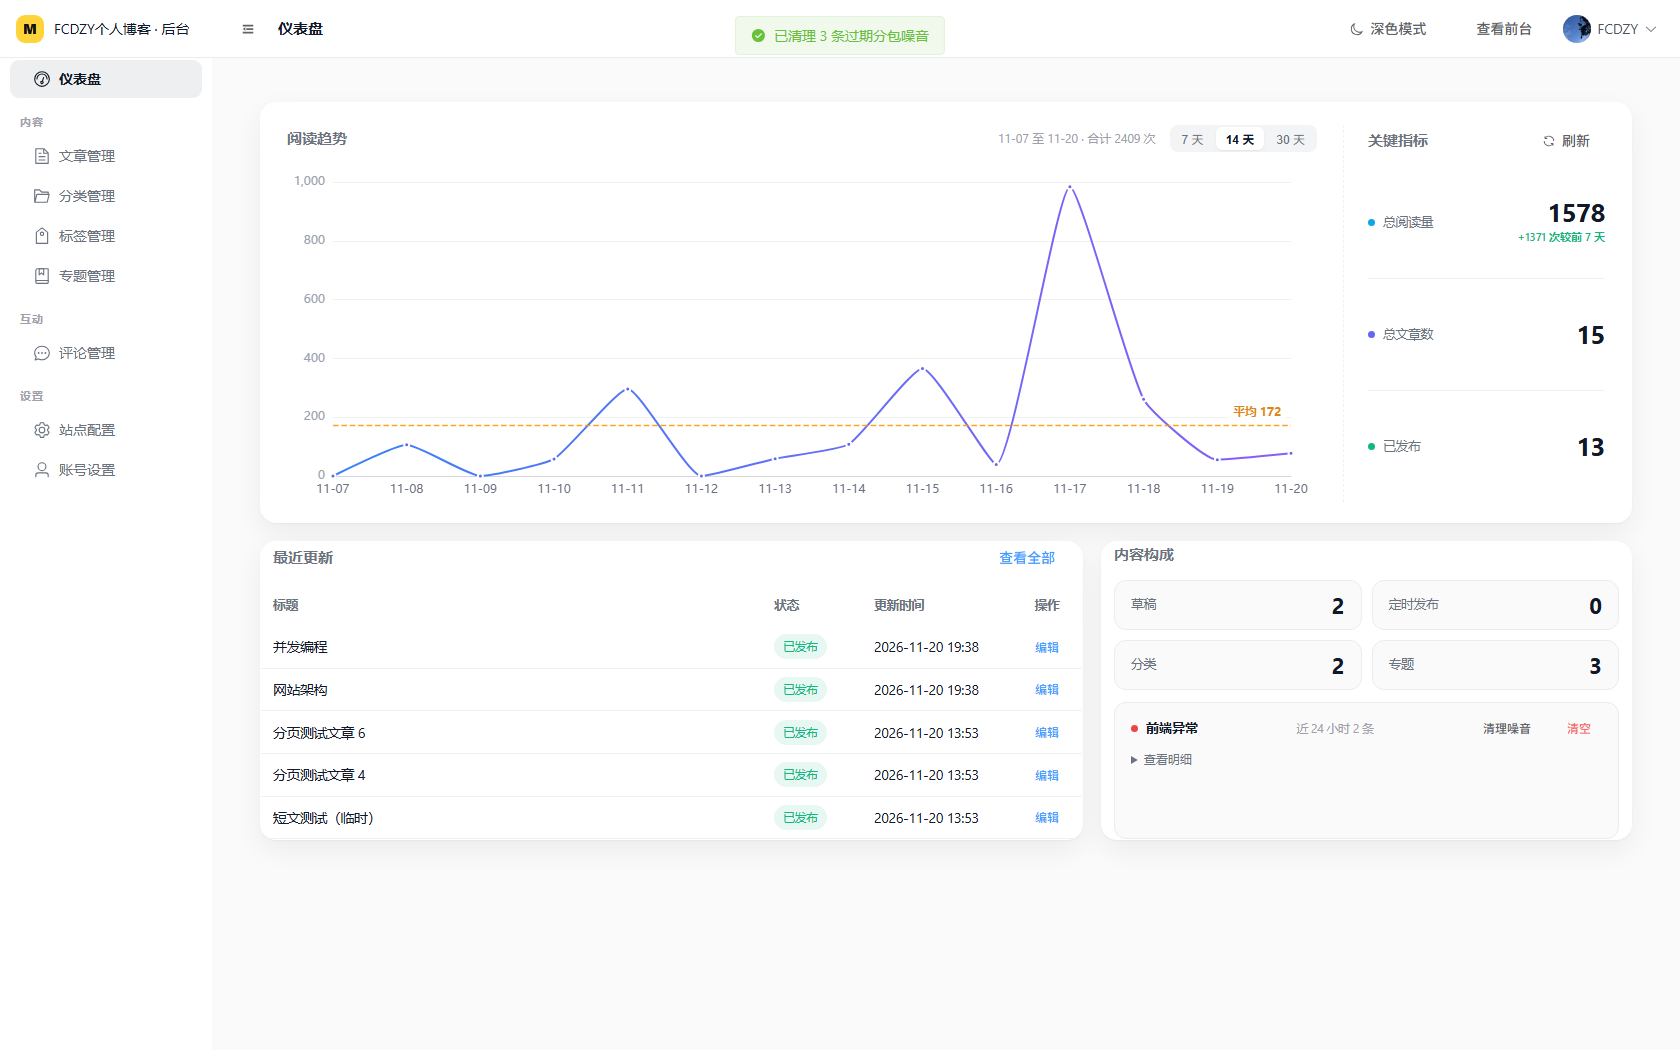 M FCDZY个人博客 · 后台
仪表盘
已清理 3 条过期分包噪音
深色模式
查看前台
FCDZY
仪表盘
内容
文章管理
分类管理
标签管理
专题管理
互动
评论管理
设置
站点配置
账号设置
阅读趋势
11-07 至 11-20 · 合计 2409 次
7 天 14 天 30 天
1,000
800
600
400
200
0
平均 172
11-07 11-08 11-09 11-10 11-11 11-12 11-13 11-14 11-15 11-16 11-17 11-18 11-19 11-20
关键指标
刷新
总阅读量 1578
+1371 次较前 7 天
总文章数 15
已发布 13
最近更新 查看全部
标题 状态 更新时间 操作
并发编程 已发布 2026-11-20 19:38 编辑
网站架构 已发布 2026-11-20 19:38 编辑
分页测试文章 6 已发布 2026-11-20 13:53 编辑
分页测试文章 4 已发布 2026-11-20 13:53 编辑
短文测试（临时） 已发布 2026-11-20 13:53 编辑
内容构成
草稿 2
定时发布 0
分类 2
专题 3
前端异常 近 24 小时 2 条 清理噪音 清空
查看明细